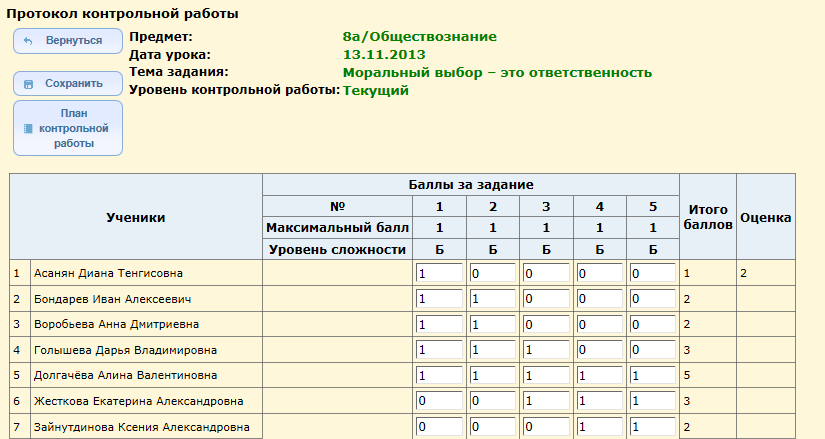 Протокол контрольной работы
Вернуться
Предмет: 8а/Обществознание
Дата урока: 13.11.2013
Тема задания: Моральный выбор – это ответственность
Сохранить
Уровень контрольной работы: Текущий
План
контрольной
работы
Ученики Баллы за задание Итого баллов Оценка
№ 1 2 3 4 5
Максимальный балл 1 1 1 1 1
Уровень сложности Б Б Б Б Б
1 Асанян Диана Тенгисовна 1 0 0 0 0 1 2
2 Бондарев Иван Алексеевич 1 1 0 0 0 2
3 Воробьева Анна Дмитриевна 1 1 0 0 0 2
4 Голышева Дарья Владимировна 1 1 1 0 0 3
5 Долгачёва Алина Валентиновна 1 1 1 1 1 5
6 Жесткова Екатерина Александровна 0 0 1 1 1 3
7 Зайнутдинова Ксения Александровна 0 0 0 1 1 2